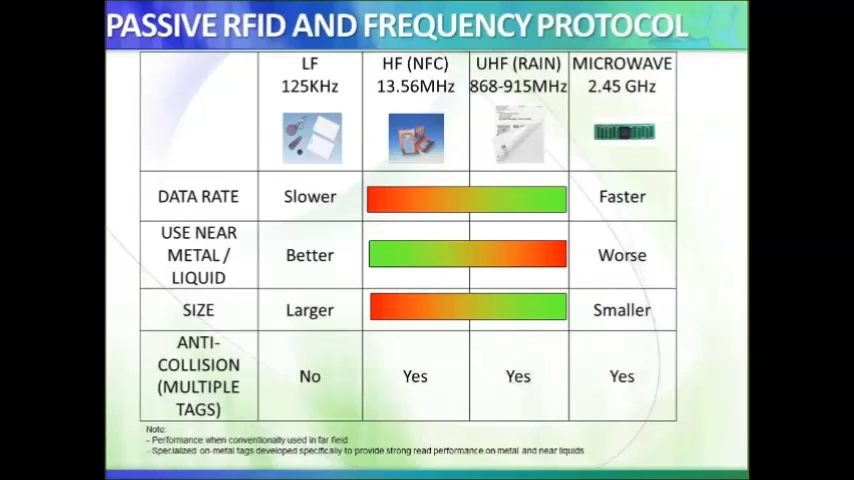 PASSIVE RFID AND FREQUENCY PROTOCOL
LF
125KHz
HF (NFC)
13.56MHz
UHF (RAIN)
868-915MHz
MICROWAVE
2.45 GHz
DATA RATE
Slower
Faster
USE NEAR
METAL /
LIQUID
Better
Worse
SIZE
Larger
Smaller
ANTI-
COLLISION
(MULTIPLE
TAGS)
No
Yes
Yes
Yes
Note:
- Performance when conventionally used in far field.
- Specialized on-metal tags developed specifically to provide strong read performance on metal and near liquids